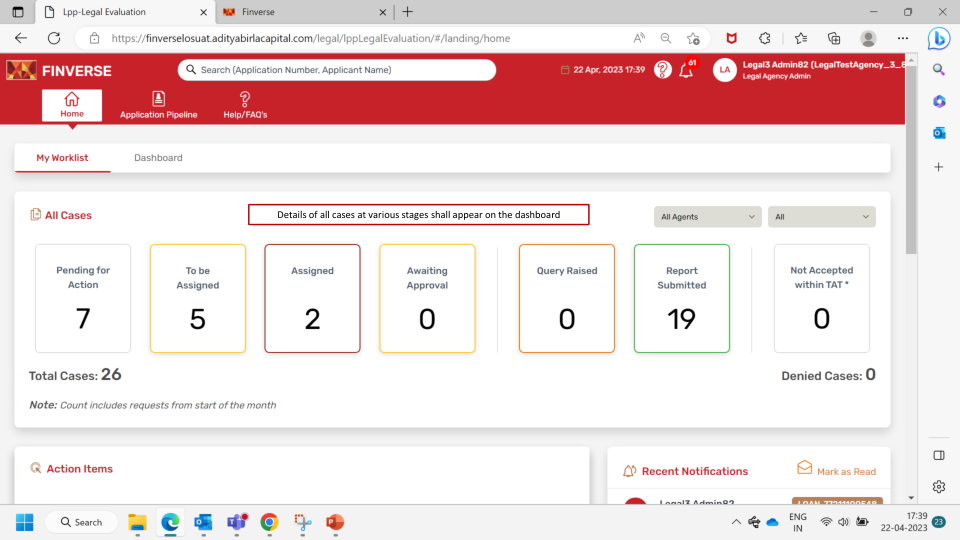 Lpp-Legal Evaluation
Finverse
https://finverselosuat.adityabirlacapital.com/legal/lppLegalEvaluation/#/landing/home
FINVERSE
Search (Application Number, Applicant Name)
22 Apr, 2023 17:39
61
LA
Legal3 Admin82 (LegalTestAgency_3_
Legal Agency Admin
Home
Application Pipeline
Help/FAQ's
My Worklist
Dashboard
All Cases
Details of all cases at various stages shall appear on the dashboard
All Agents
All
Pending for
Action
7
To be
Assigned
5
Assigned
2
Awaiting
Approval
0
Query Raised
0
Report
Submitted
19
Not Accepted
within TAT *
0
Total Cases: 26
Denied Cases: 0
Note: Count includes requests from start of the month
Action Items
Recent Notifications
Mark as Read
Legal3 Admin82
Search
ENG
IN
17:39
22-04-2023
23